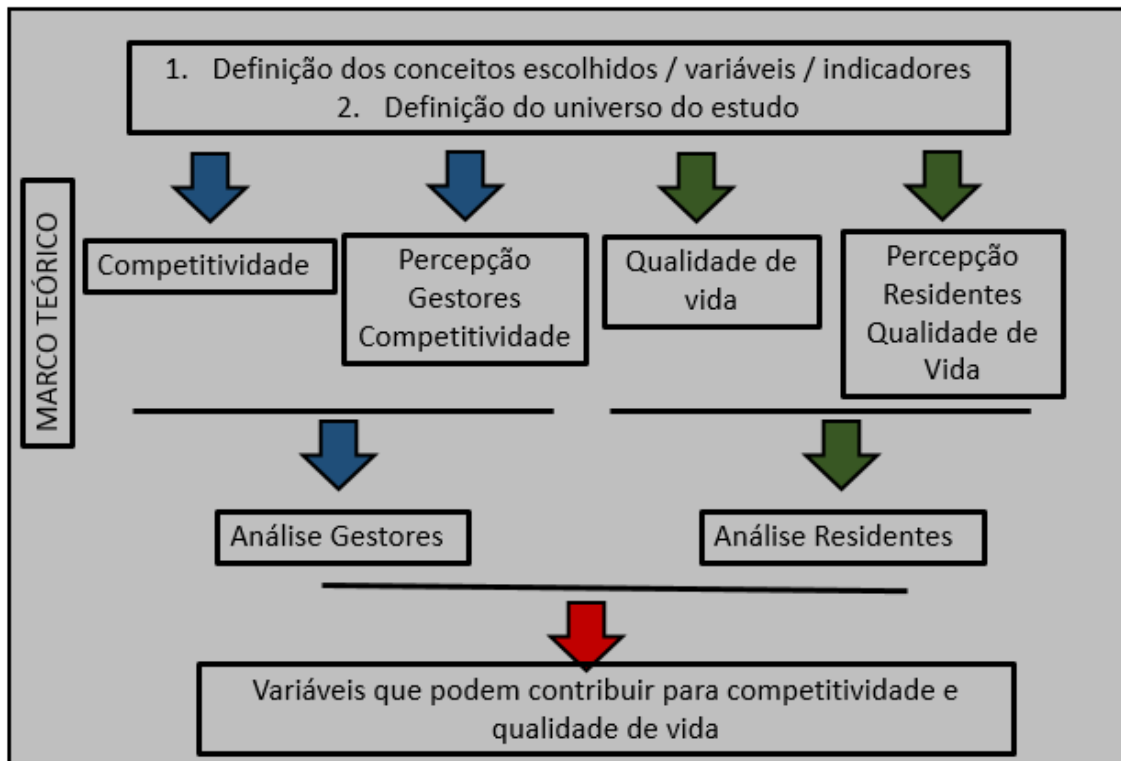 1. Definição dos conceitos escolhidos / variáveis / indicadores
2. Definição do universo do estudo
MARCO TEÓRICO
Competitividade
Percepção
Gestores
Competitividade
Qualidade de
vida
Percepção
Residentes
Qualidade de
Vida
Análise Gestores
Análise Residentes
Variáveis que podem contribuir para competitividade e
qualidade de vida